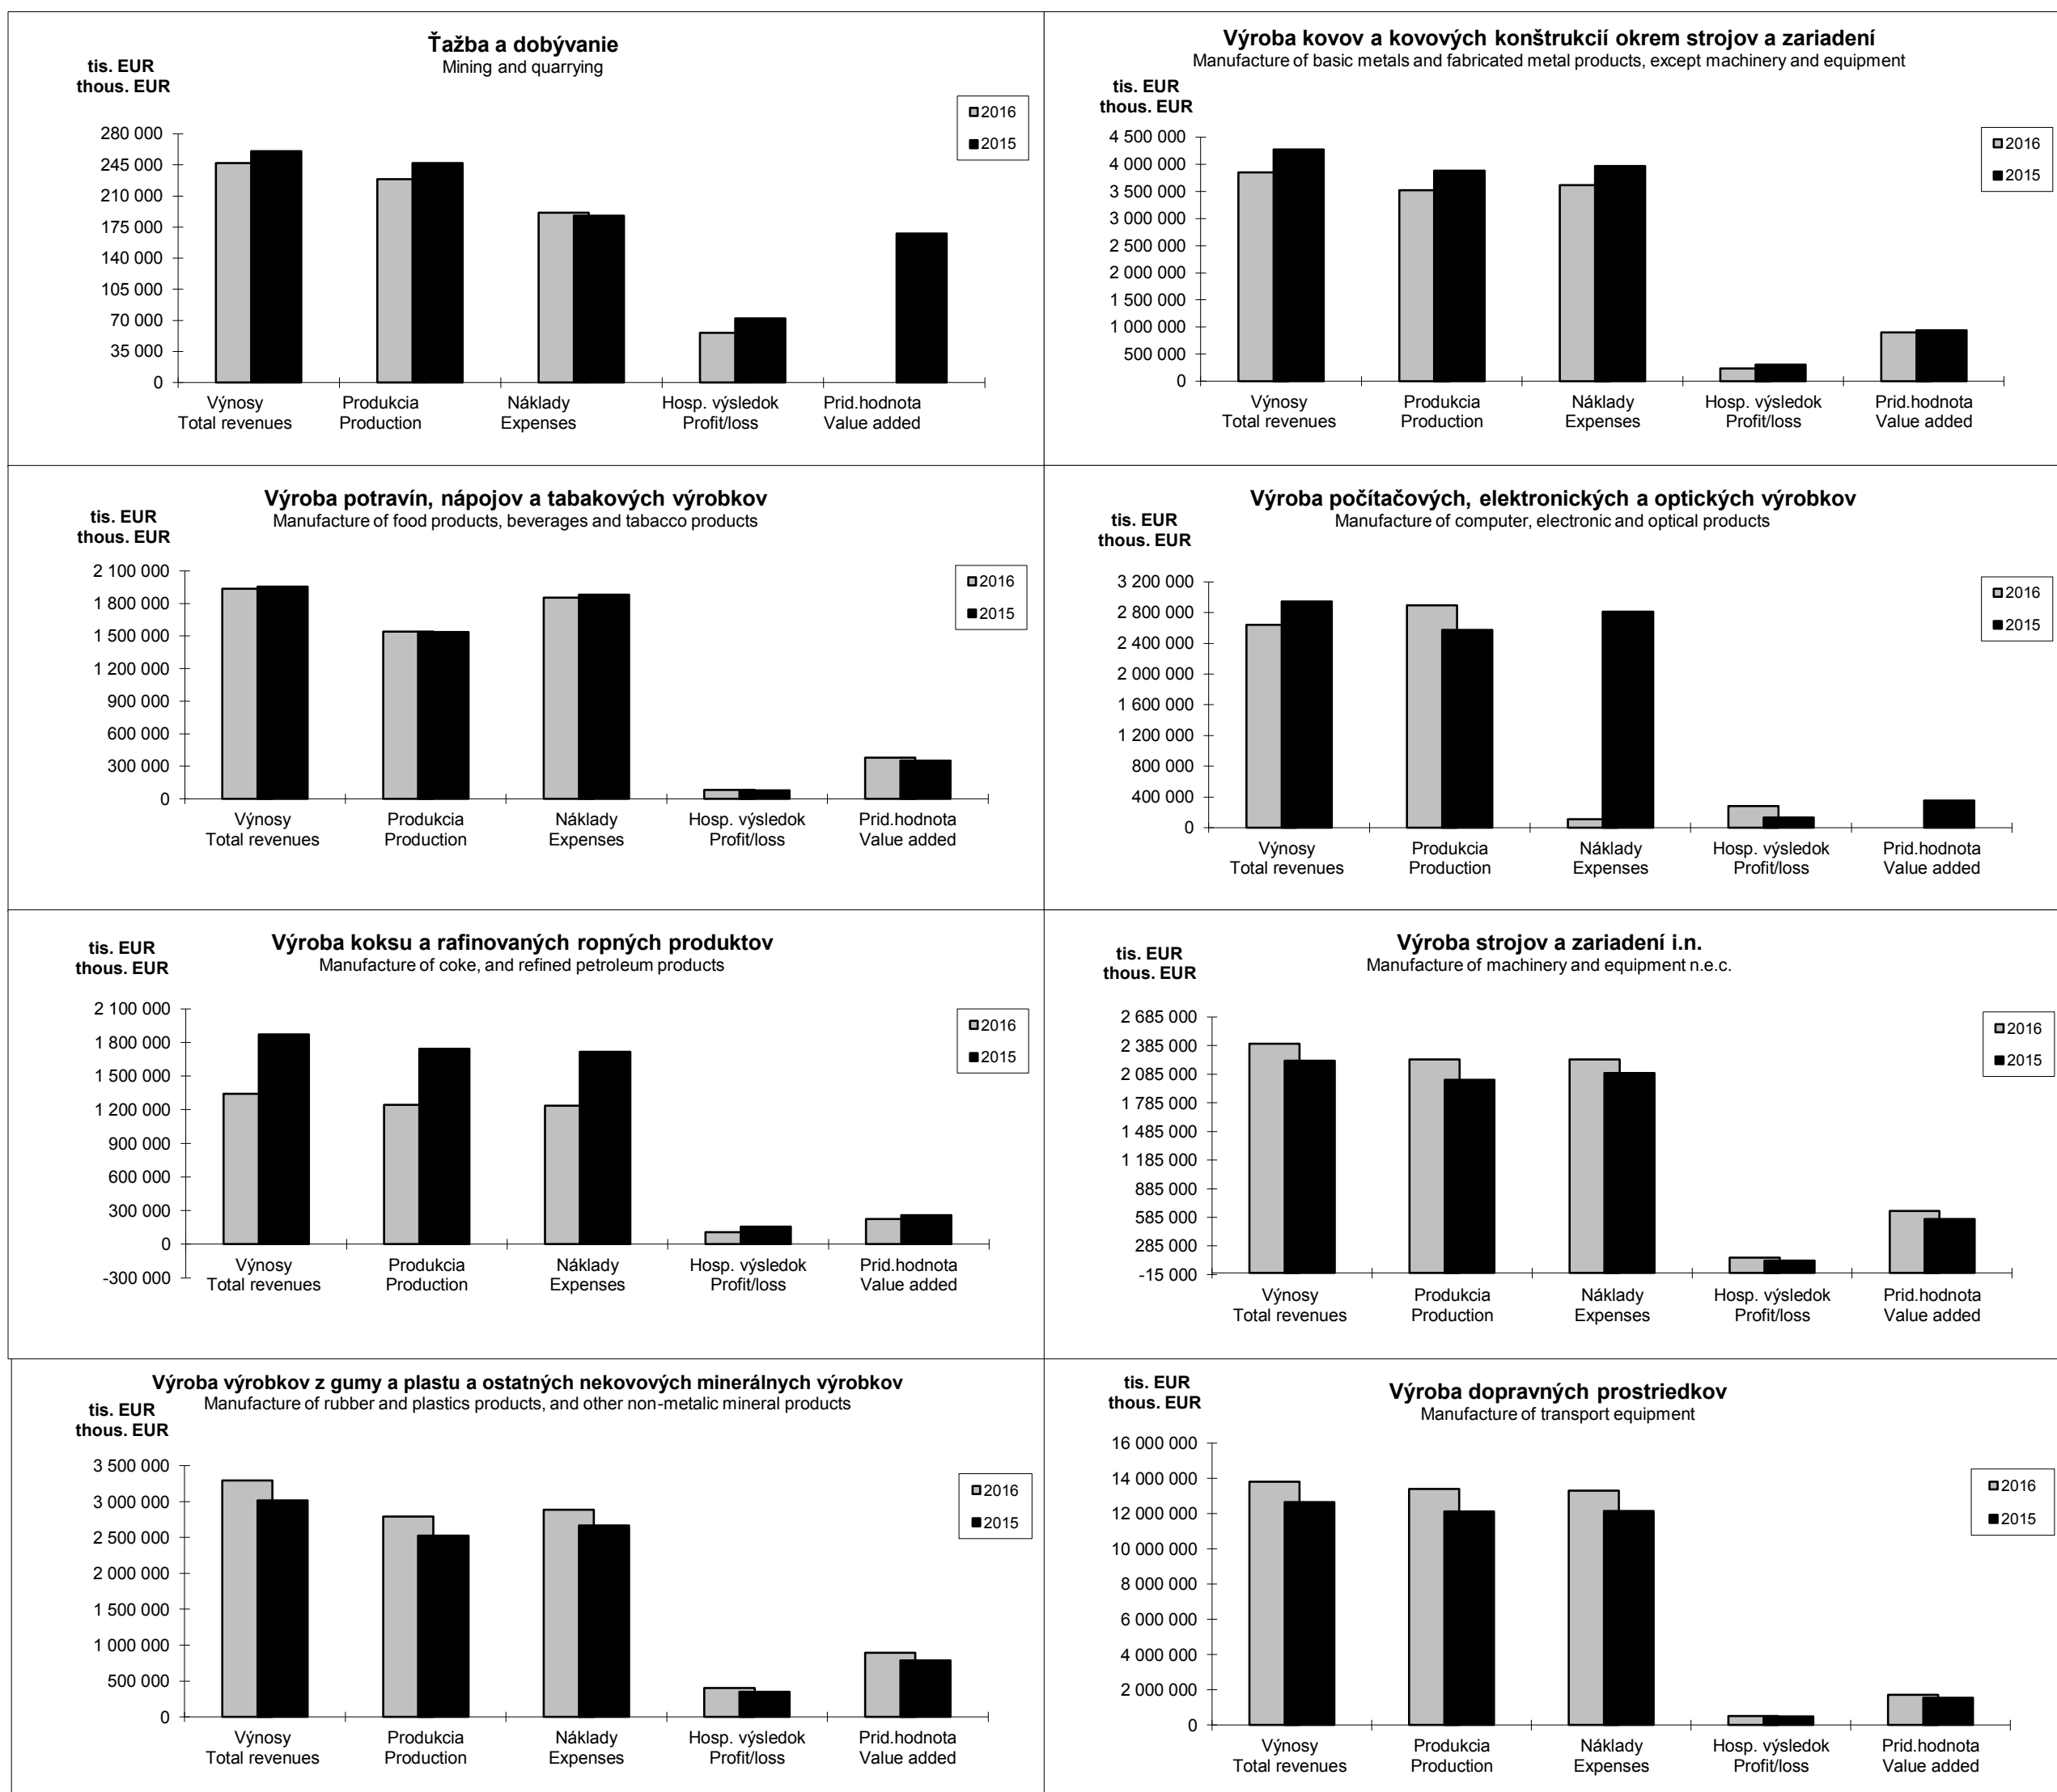 Ťažba a dobývanie
Mining and quarrying
tis. EUR
thous. EUR
2016
2015
280 000
245 000
210 000
175 000
140 000
105 000
70 000
35 000
0
Výnosy Produkcia Náklady Hosp. výsledok Prid.hodnota
Total revenues Production Expenses Profit/loss Value added
Výroba kovov a kovových konštrukcií okrem strojov a zariadení
Manufacture of basic metals and fabricated metal products, except machinery and equipment
tis. EUR
thous. EUR
2016
2015
4 500 000
4 000 000
3 500 000
3 000 000
2 500 000
2 000 000
1 500 000
1 000 000
500 000
0
Výnosy Produkcia Náklady Hosp. výsledok Prid.hodnota
Total revenues Production Expenses Profit/loss Value added
Výroba potravín, nápojov a tabakových výrobkov
Manufacture of food products, beverages and tabacco products
tis. EUR
thous. EUR
2016
2015
2 100 000
1 800 000
1 500 000
1 200 000
900 000
600 000
300 000
0
Výnosy Produkcia Náklady Hosp. výsledok Prid.hodnota
Total revenues Production Expenses Profit/loss Value added
Výroba počítačových, elektronických a optických výrobkov
Manufacture of computer, electronic and optical products
tis. EUR
thous. EUR
2016
2015
3 200 000
2 800 000
2 400 000
2 000 000
1 600 000
1 200 000
800 000
400 000
0
Výnosy Produkcia Náklady Hosp. výsledok Prid.hodnota
Total revenues Production Expenses Profit/loss Value added
Výroba koksu a rafinovaných ropných produktov
Manufacture of coke, and refined petroleum products
tis. EUR
thous. EUR
2016
2015
2 100 000
1 800 000
1 500 000
1 200 000
900 000
600 000
300 000
0
-300 000
Výnosy Produkcia Náklady Hosp. výsledok Prid.hodnota
Total revenues Production Expenses Profit/loss Value added
Výroba strojov a zariadení i.n.
Manufacture of machinery and equipment n.e.c.
tis. EUR
thous. EUR
2016
2015
2 685 000
2 385 000
2 085 000
1 785 000
1 485 000
1 185 000
885 000
585 000
285 000
-15 000
Výnosy Produkcia Náklady Hosp. výsledok Prid.hodnota
Total revenues Production Expenses Profit/loss Value added
Výroba výrobkov z gumy a plastu a ostatných nekovových minerálnych výrobkov
Manufacture of rubber and plastics products, and other non-metalic mineral products
tis. EUR
thous. EUR
2016
2015
3 500 000
3 000 000
2 500 000
2 000 000
1 500 000
1 000 000
500 000
0
Výnosy Produkcia Náklady Hosp. výsledok Prid.hodnota
Total revenues Production Expenses Profit/loss Value added
Výroba dopravných prostriedkov
Manufacture of transport equipment
tis. EUR
thous. EUR
2016
2015
16 000 000
14 000 000
12 000 000
10 000 000
8 000 000
6 000 000
4 000 000
2 000 000
0
Výnosy Produkcia Náklady Hosp. výsledok Prid.hodnota
Total revenues Production Expenses Profit/loss Value added